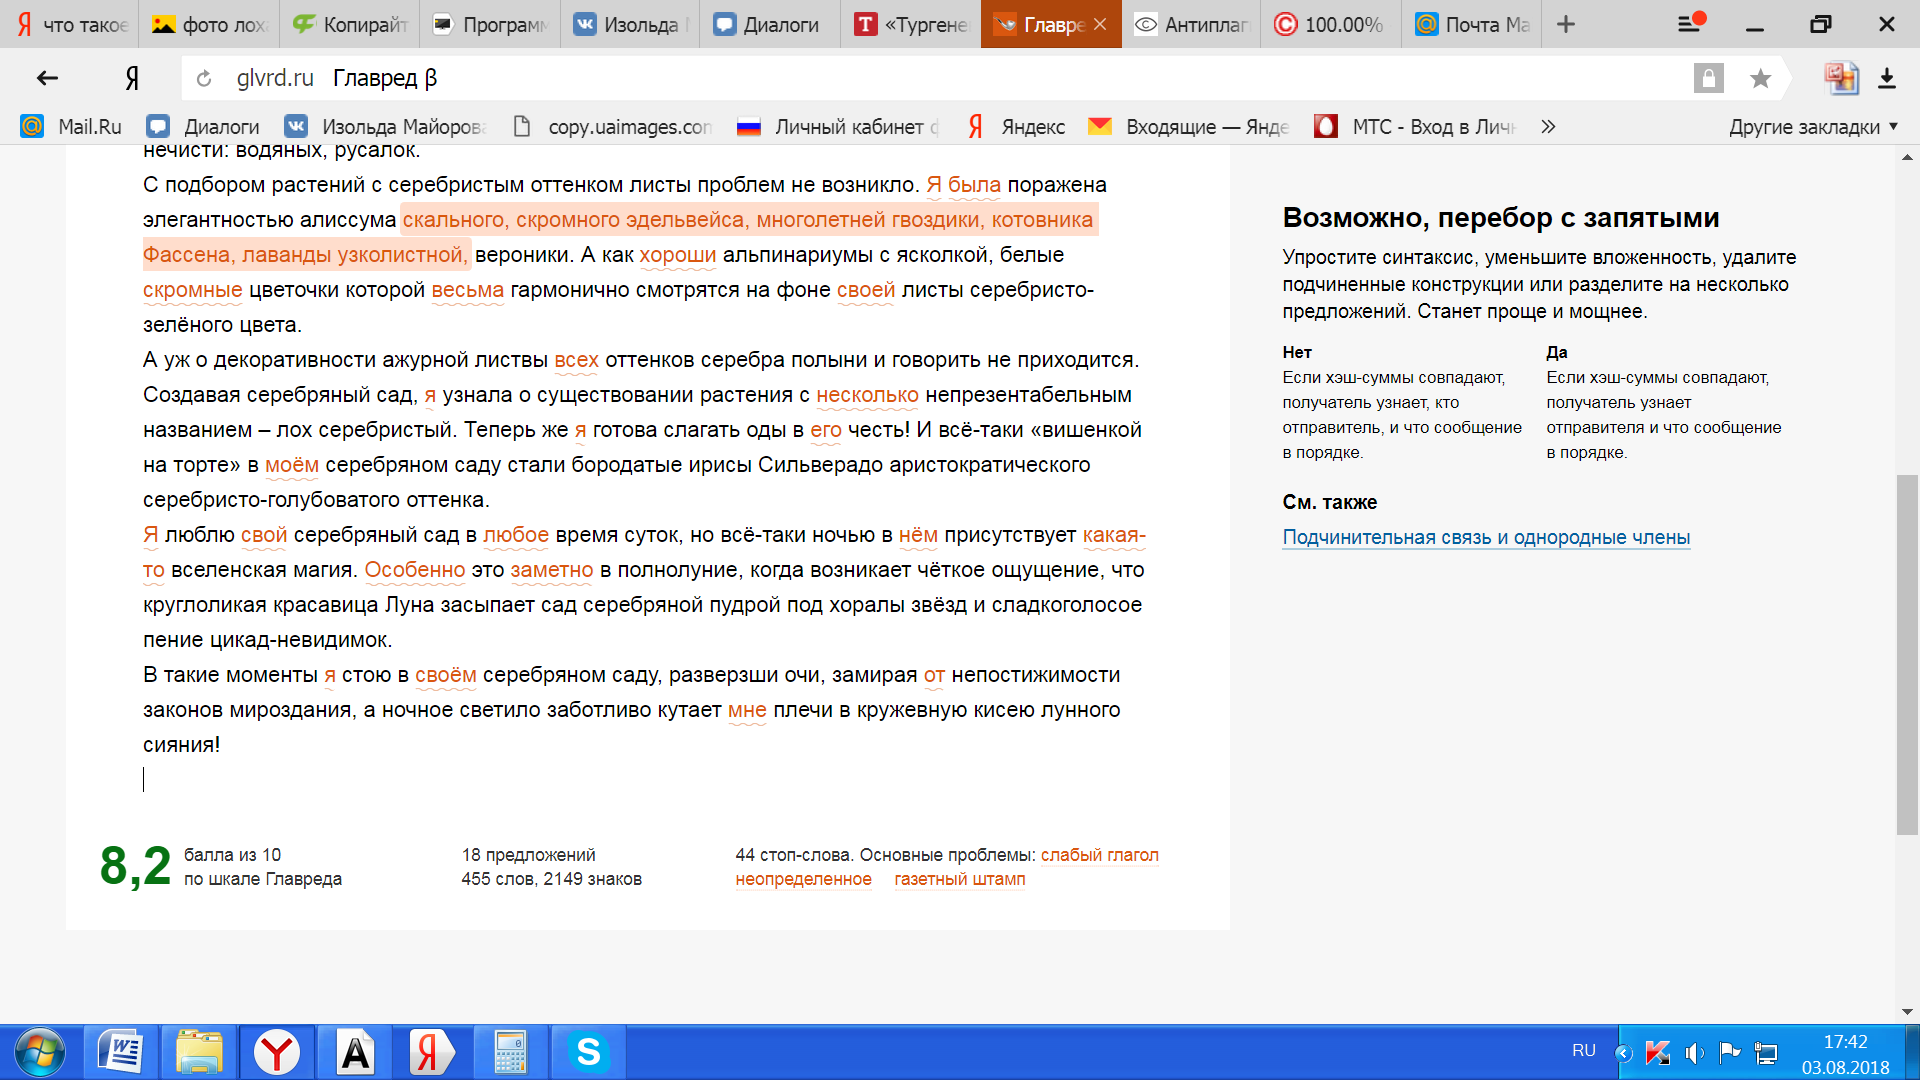 Я что такое
фото лоха
Копирайт
Программ
Изольда М
Диалоги
Т «Тургене
Главре
Антиплаг
100.00%
Почта Ма
Я glvrd.ru Главред β
Mail.Ru Диалоги Изольда Майорова copy.uaimages.com Личный кабинет ф Я Яндекс Входящие — Янде МТС - Вход в Личн » Другие закладки
нечисти: водяных, русалок.
С подбором растений с серебристым оттенком листы проблем не возникло. Я была поражена
элегантностью алиссума скального, скромного эдельвейса, многолетней гвоздики, котовника
Фассена, лаванды узколистной, вероники. А как хороши альпинариумы с ясколкой, белые
скромные цветочки которой весьма гармонично смотрятся на фоне своей листы серебристо-
зелёного цвета.
А уж о декоративности ажурной листвы всех оттенков серебра полыни и говорить не приходится.
Создавая серебряный сад, я узнала о существовании растения с несколько непрезентабельным
названием – лох серебристый. Теперь же я готова слагать оды в его честь! И всё-таки «вишенкой
на торте» в моём серебряном саду стали бородатые ирисы Сильверадо аристократического
серебристо-голубоватого оттенка.
Я люблю свой серебряный сад в любое время суток, но всё-таки ночью в нём присутствует какая-
то вселенская магия. Особенно это заметно в полнолуние, когда возникает чёткое ощущение, что
круглоликая красавица Луна засыпает сад серебряной пудрой под хоралы звёзд и сладкоголосое
пение цикад-невидимок.
В такие моменты я стою в своём серебряном саду, разверзши очи, замирая от непостижимости
законов мироздания, а ночное светило заботливо кутает мне плечи в кружевную кисею лунного
сияния!
8,2 балла из 10
по шкале Главреда
18 предложений
455 слов, 2149 знаков
44 стоп-слова. Основные проблемы: слабый глагол
неопределенное газетный штамп
Возможно, перебор с запятыми
Упростите синтаксис, уменьшите вложенность, удалите
подчиненные конструкции или разделите на несколько
предложений. Станет проще и мощнее.
Нет
Если хэш-суммы совпадают,
получатель узнает, кто
отправитель, и что сообщение
в порядке.
Да
Если хэш-суммы совпадают,
получатель узнает
отправителя и что сообщение
в порядке.
См. также
Подчинительная связь и однородные члены
W Y A Я S
RU
17:42
03.08.2018